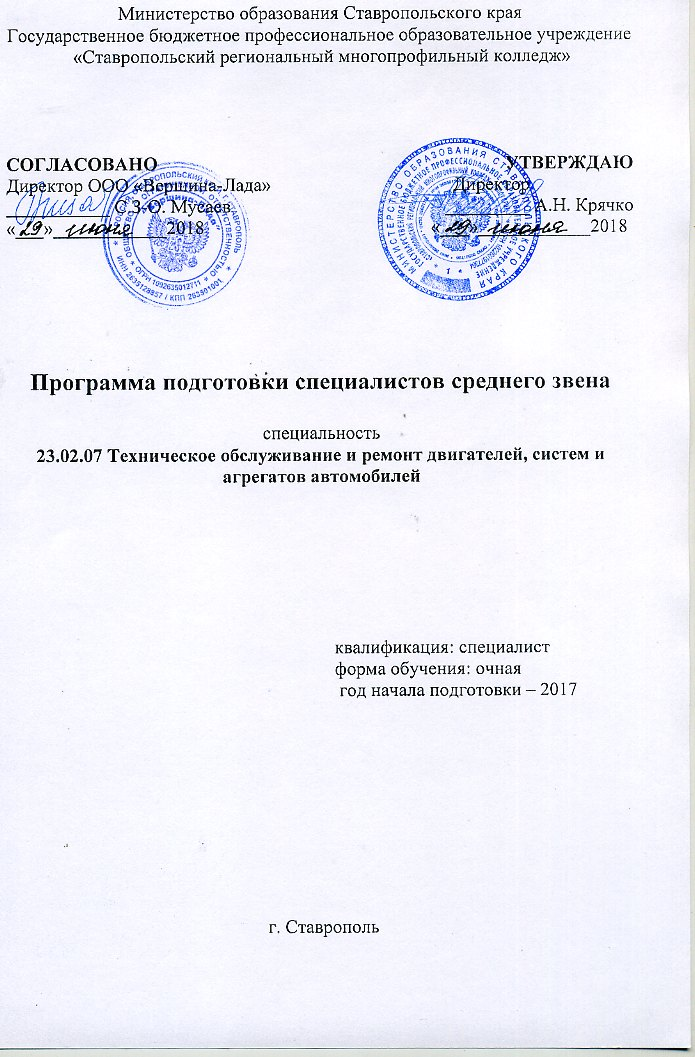 Министерство образования Ставропольского края
Государственное бюджетное профессиональное образовательное учреждение
«Ставропольский региональный многопрофильный колледж»
СОГЛАСОВАНО
Директор ООО «Вершина-Лада»
С.З-О. Мусаев
«29» июня 2018
УТВЕРЖДАЮ
Директор
А.Н. Крячко
«29» июня 2018
Программа подготовки специалистов среднего звена
специальность
23.02.07 Техническое обслуживание и ремонт двигателей, систем и
агрегатов автомобилей
квалификация: специалист
форма обучения: очная
год начала подготовки – 2017
г. Ставрополь